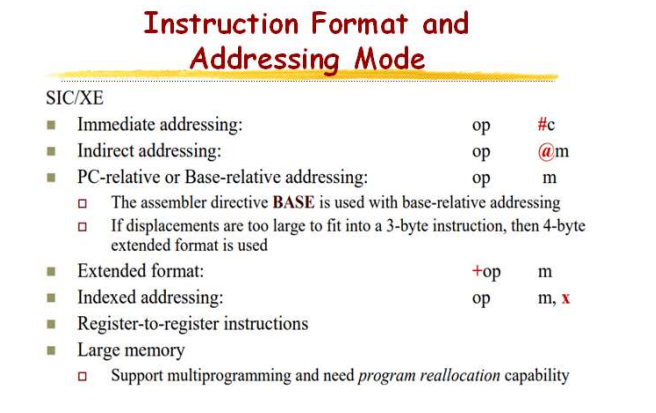 Instruction Format and
Addressing Mode
SIC/XE
Immediate addressing: op #c
Indirect addressing: op @m
PC-relative or Base-relative addressing: op m
The assembler directive BASE is used with base-relative addressing
If displacements are too large to fit into a 3-byte instruction, then 4-byte
extended format is used
Extended format: +op m
Indexed addressing: op m, x
Register-to-register instructions
Large memory
Support multiprogramming and need program reallocation capability